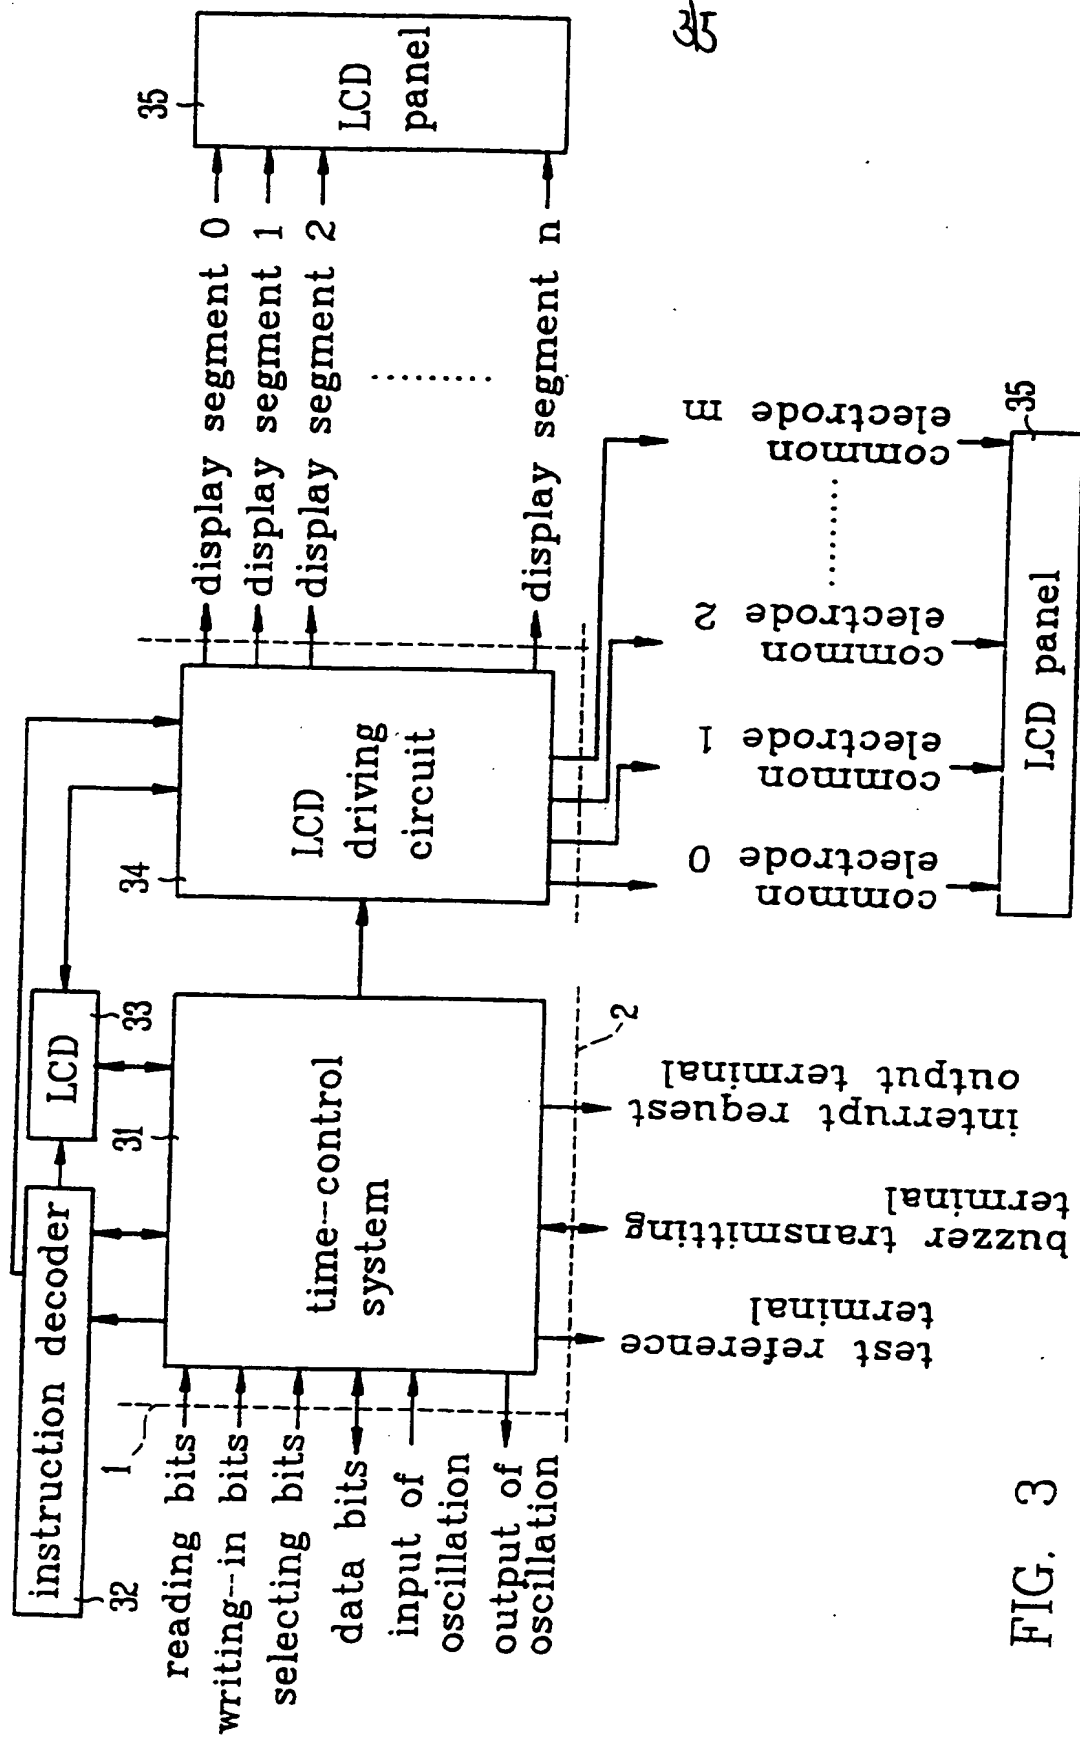 3/5
instruction decoder
32
LCD
33
1
reading bits
writing--in bits
selecting bits
data bits
input of
oscillation
output of
oscillation
31
time--control
system
34
LCD
driving
circuit
display segment 0
display segment 1
display segment 2
.........
display segment n
35
LCD
panel
2
test reference
terminal
buzzer transmitting
terminal
interrupt request
output terminal
common
electrode 0
common
electrode 1
common
electrode 2
.........
common
electrode m
35
LCD panel
FIG. 3